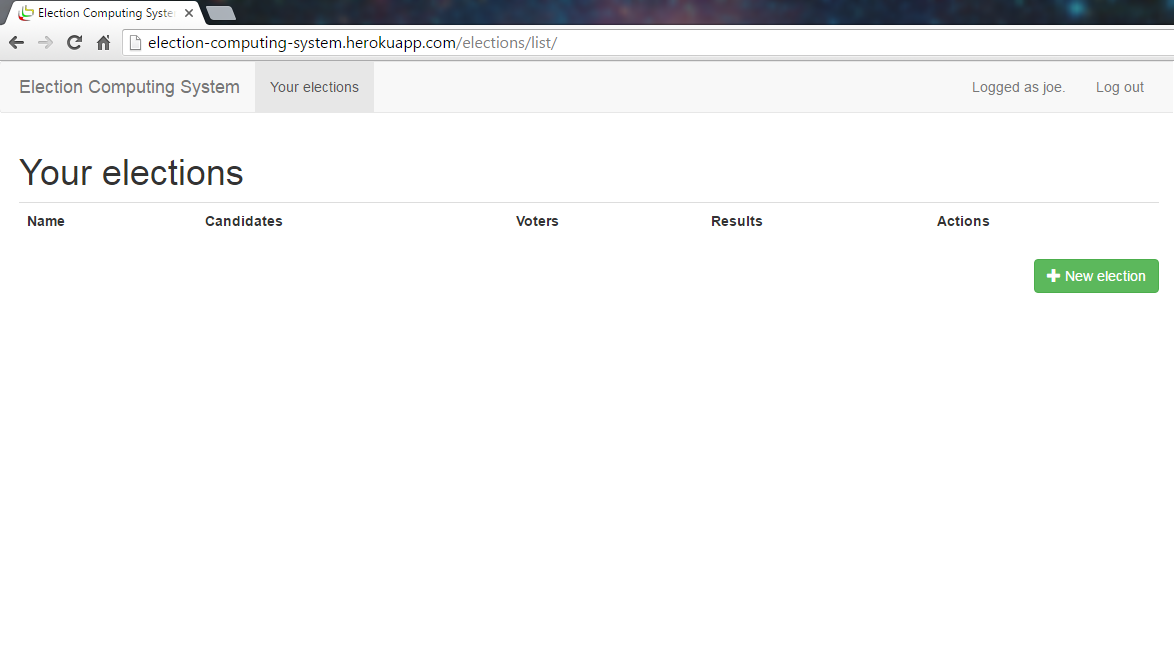 Election Computing Syste
election-computing-system.herokuapp.com/elections/list/
Election Computing System Your elections Logged as joe. Log out
Your elections
Name Candidates Voters Results Actions
New election